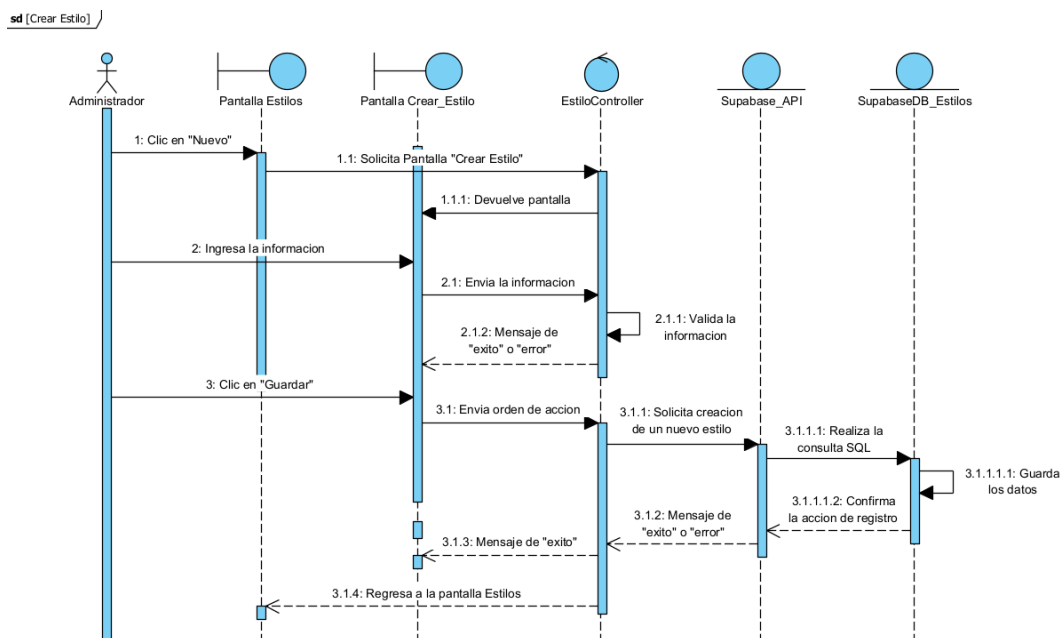 sd [Crear Estilo]
Administrador
Pantalla Estilos
Pantalla Crear_Estilo
EstiloController
Supabase_API
SupabaseDB_Estilos
1: Clic en "Nuevo"
1.1: Solicita Pantalla "Crear Estilo"
1.1.1: Devuelve pantalla
2: Ingresa la informacion
2.1: Envia la informacion
2.1.1: Valida la
informacion
2.1.2: Mensaje de
"exito" o "error"
3: Clic en "Guardar"
3.1: Envia orden de accion
3.1.1: Solicita creacion
de un nuevo estilo
3.1.1.1: Realiza la
consulta SQL
3.1.1.1.1: Guarda
los datos
3.1.1.1.2: Confirma
la accion de registro
3.1.2: Mensaje de
"exito" o "error"
3.1.3: Mensaje de "exito"
3.1.4: Regresa a la pantalla Estilos